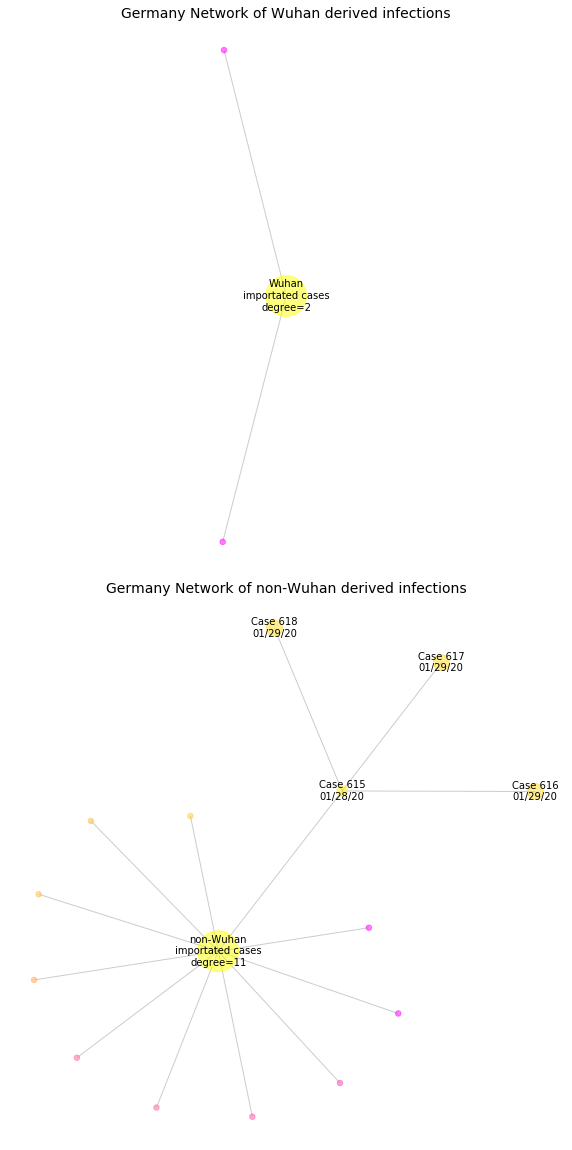 Germany Network of Wuhan derived infections
Wuhan
importated cases
degree=2
Germany Network of non-Wuhan derived infections
Case 618
01/29/20
Case 617
01/29/20
Case 615
01/28/20
Case 616
01/29/20
non-Wuhan
importated cases
degree=11